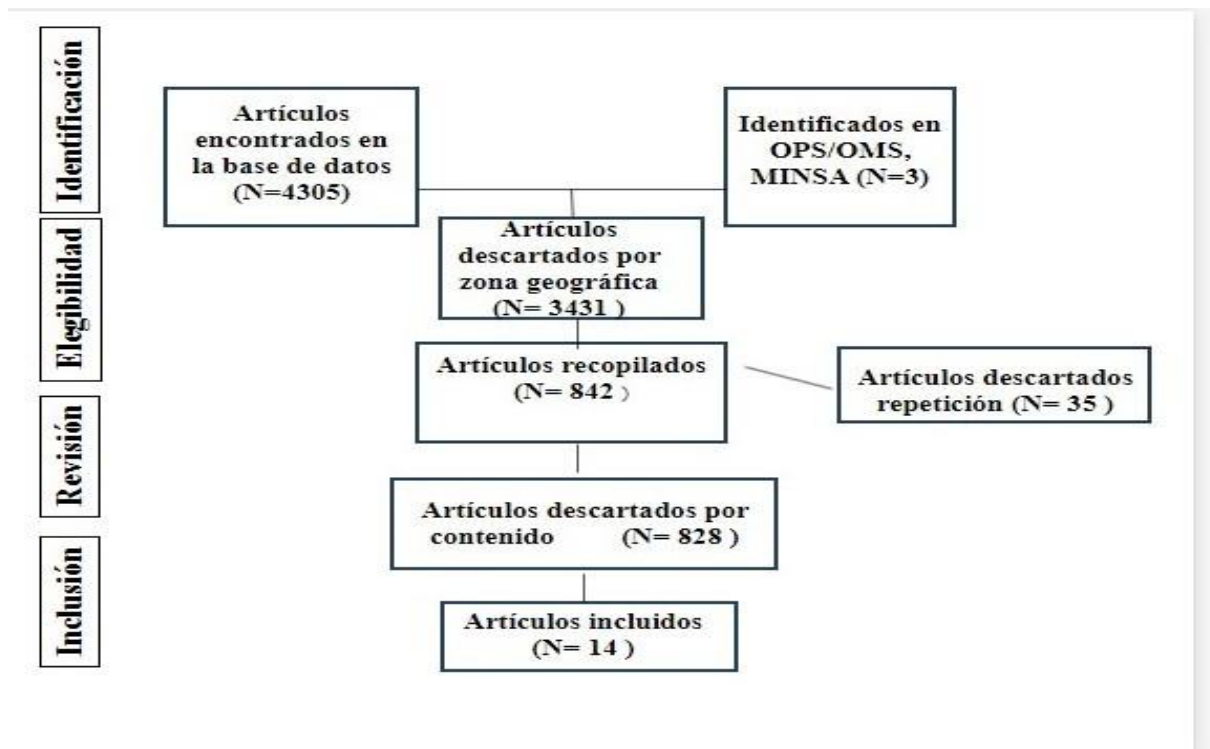 Identificación
Artículos
encontrados en
la base de datos
(N=4305)
Identificados en
OPS/OMS,
MINSA (N=3)
Elegibilidad
Artículos
descartados por
zona geográfica
(N= 3431 )
Artículos recopilados
(N= 842 )
Artículos descartados
repetición (N= 35 )
Revisión
Artículos descartados por
contenido (N= 828 )
Inclusión
Artículos incluidos
(N= 14 )